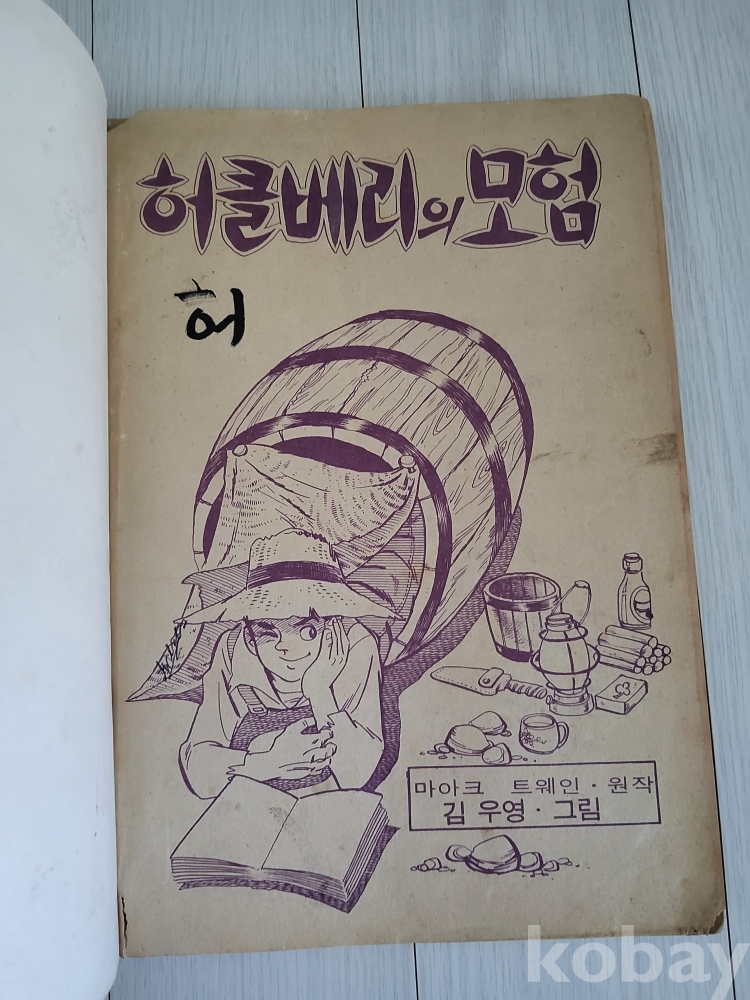 허클베리의 모험
허
마아크 트웨인·원작
김 우영·그림
kobay